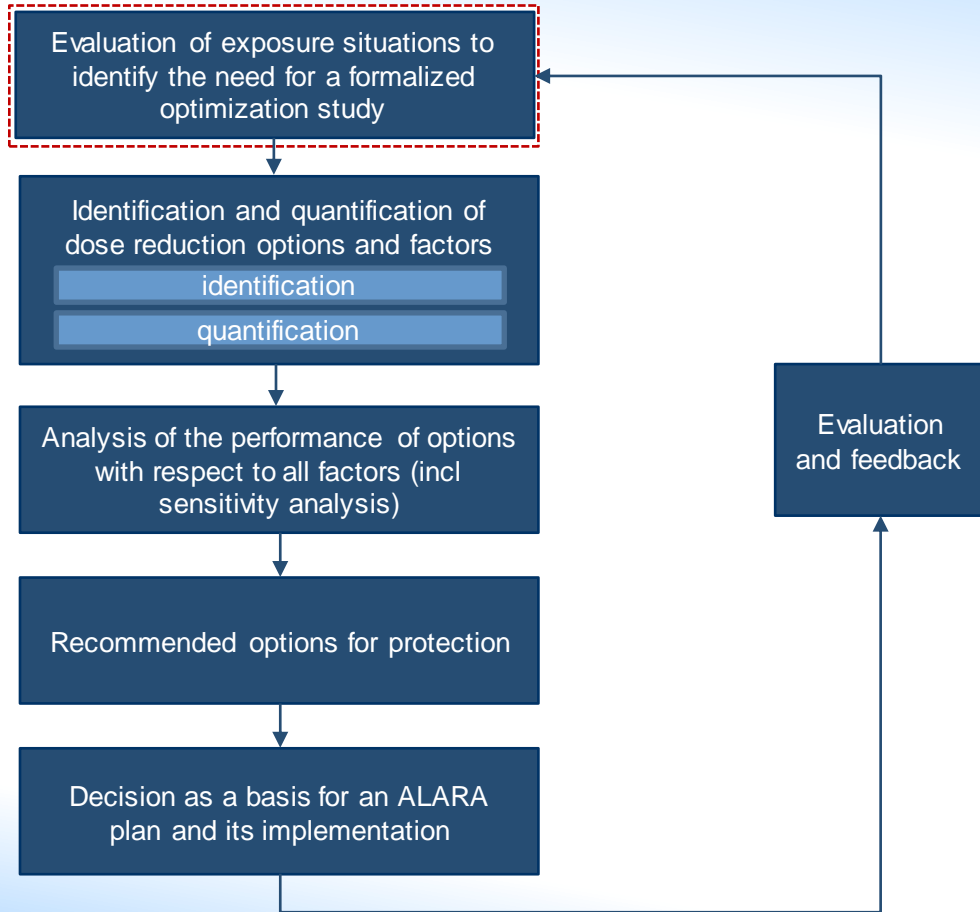 Evaluation of exposure situations to
identify the need for a formalized
optimization study
Identification and quantification of
dose reduction options and factors
identification
quantification
Analysis of the performance of options
with respect to all factors (incl
sensitivity analysis)
Evaluation
and feedback
Recommended options for protection
Decision as a basis for an ALARA
plan and its implementation